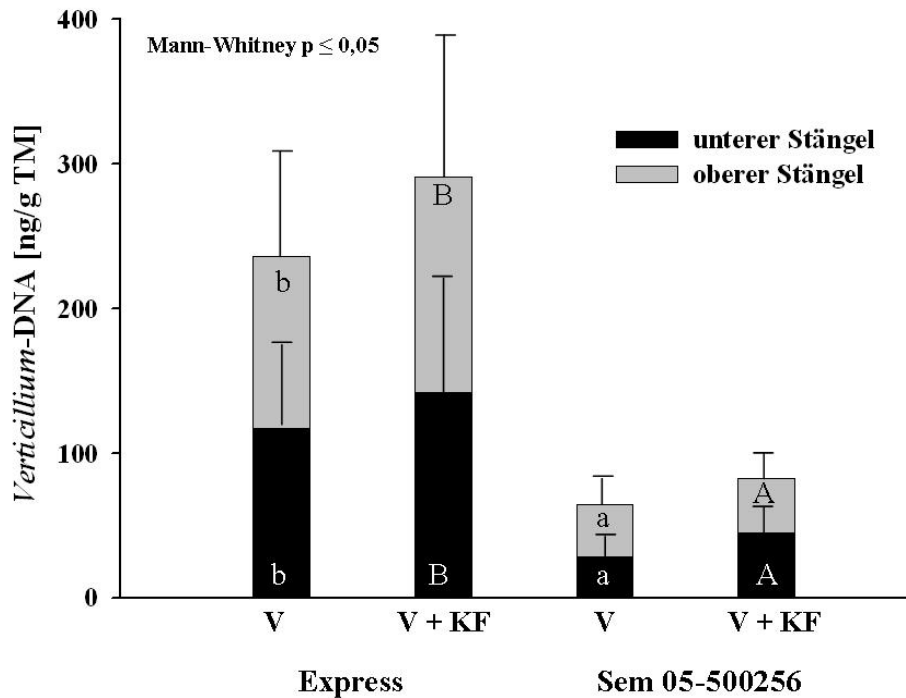 400
Mann-Whitney p ≤ 0,05
300
unterer Stängel
oberer Stängel
Verticillium-DNA [ng/g TM]
200
100
0
b
B
a
A
b
B
a
A
V
V + KF
V
V + KF
Express
Sem 05-500256